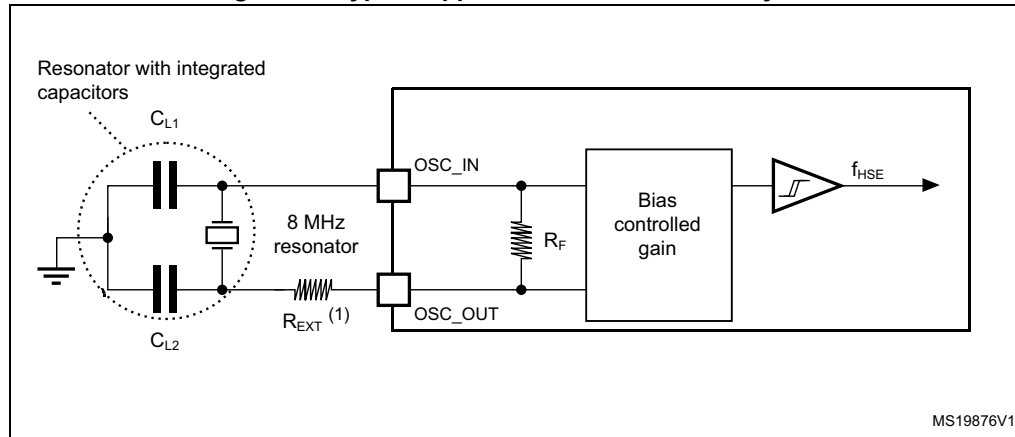 Resonator with integrated
capacitors
CL1
OSC_IN
fHSE
8 MHz
resonator
RF
Bias
controlled
gain
REXT (1)
OSC_OUT
CL2
MS19876V1